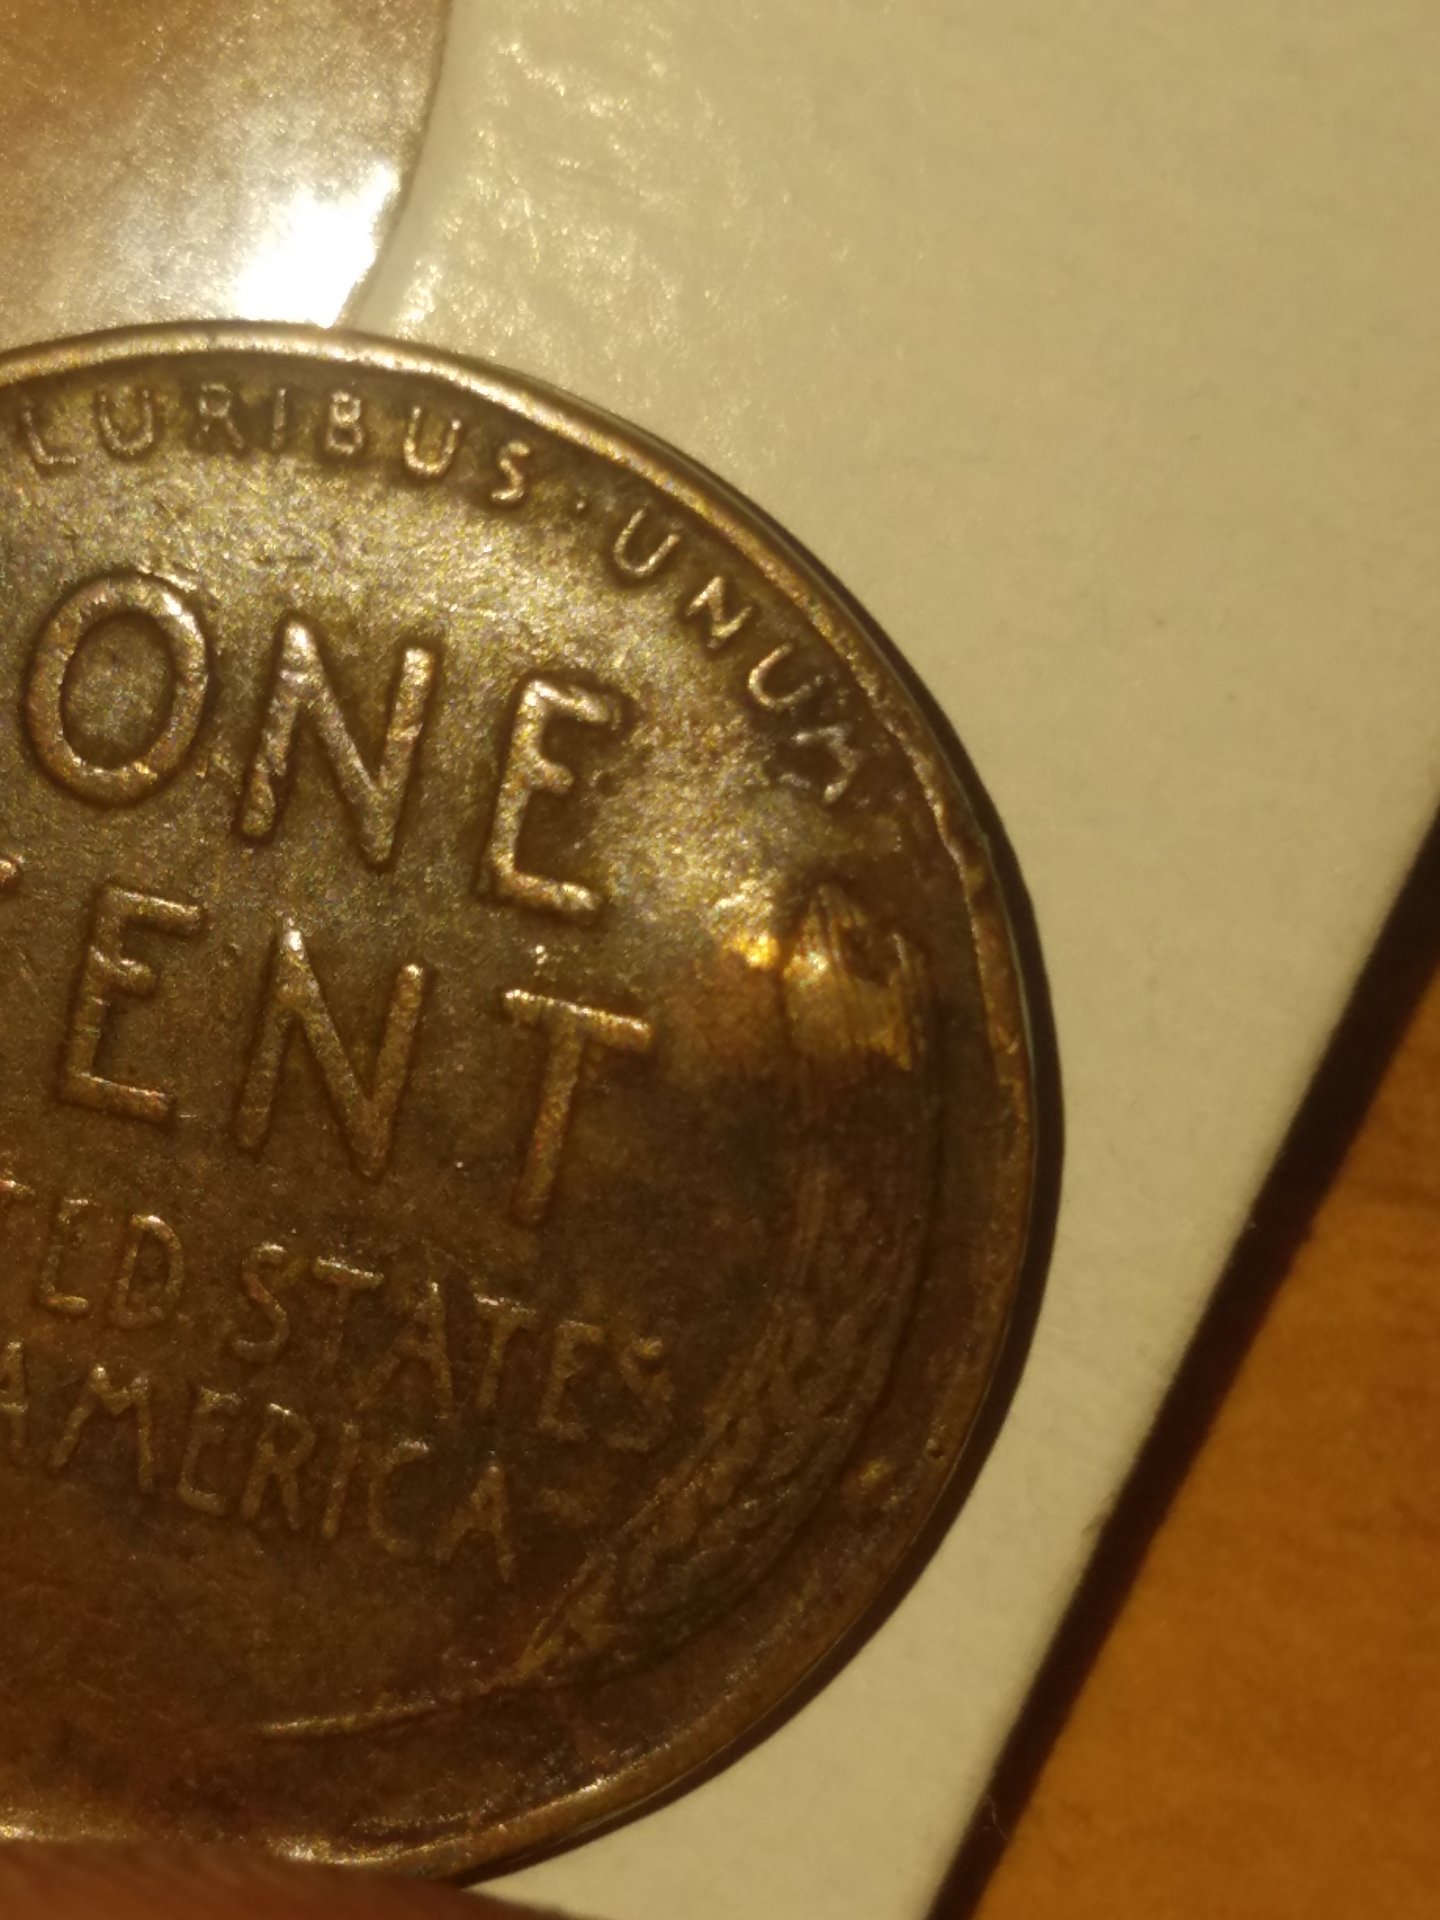 LURIBUS · UNUM
ONE
ENT
TED STATES
AMERICA